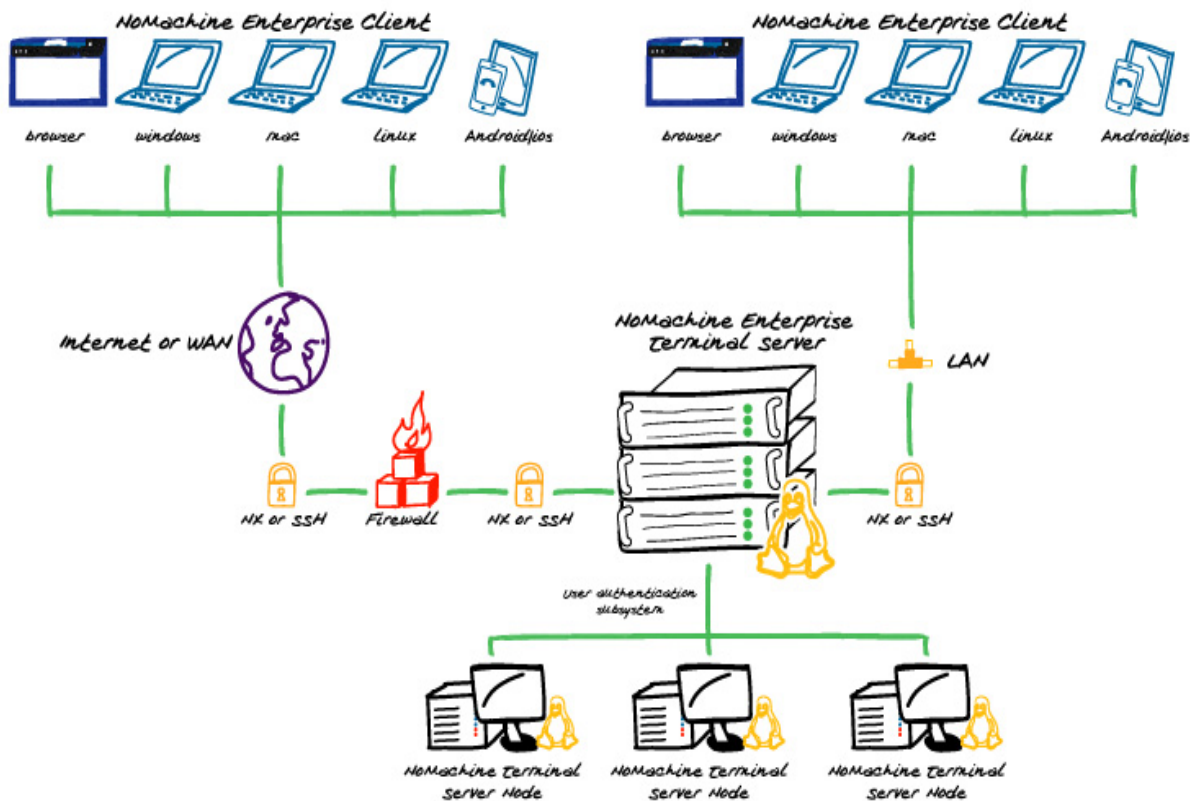 NoMachine Enterprise Client
NoMachine Enterprise Client
browser
windows
mac
Linux
Android/ios
browser
windows
mac
Linux
Android/ios
Internet or WAN
NoMachine Enterprise
Terminal Server
LAN
NX or SSH
Firewall
NX or SSH
NX or SSH
User authentication
subsystem
NoMachine Terminal
Server Node
NoMachine Terminal
Server Node
NoMachine Terminal
Server Node